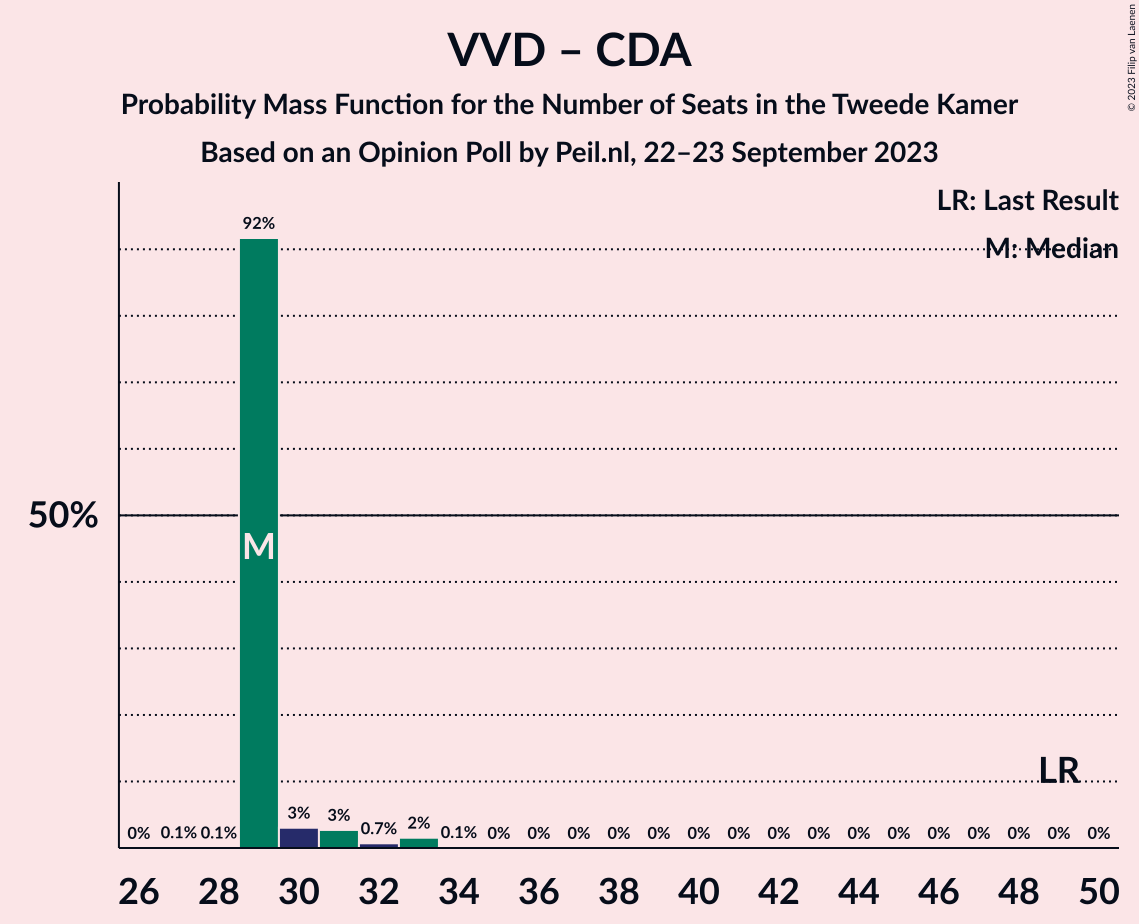 VVD – CDA
Probability Mass Function for the Number of Seats in the Tweede Kamer
Based on an Opinion Poll by Peil.nl, 22–23 September 2023
© 2023 Filip van Laenen
LR: Last Result
M: Median
92%
50%
M
LR
0% 0.1% 0.1% 3% 3% 0.7% 2% 0.1% 0% 0% 0% 0% 0% 0% 0% 0% 0% 0% 0% 0% 0% 0% 0% 0%
26 28 30 32 34 36 38 40 42 44 46 48 50